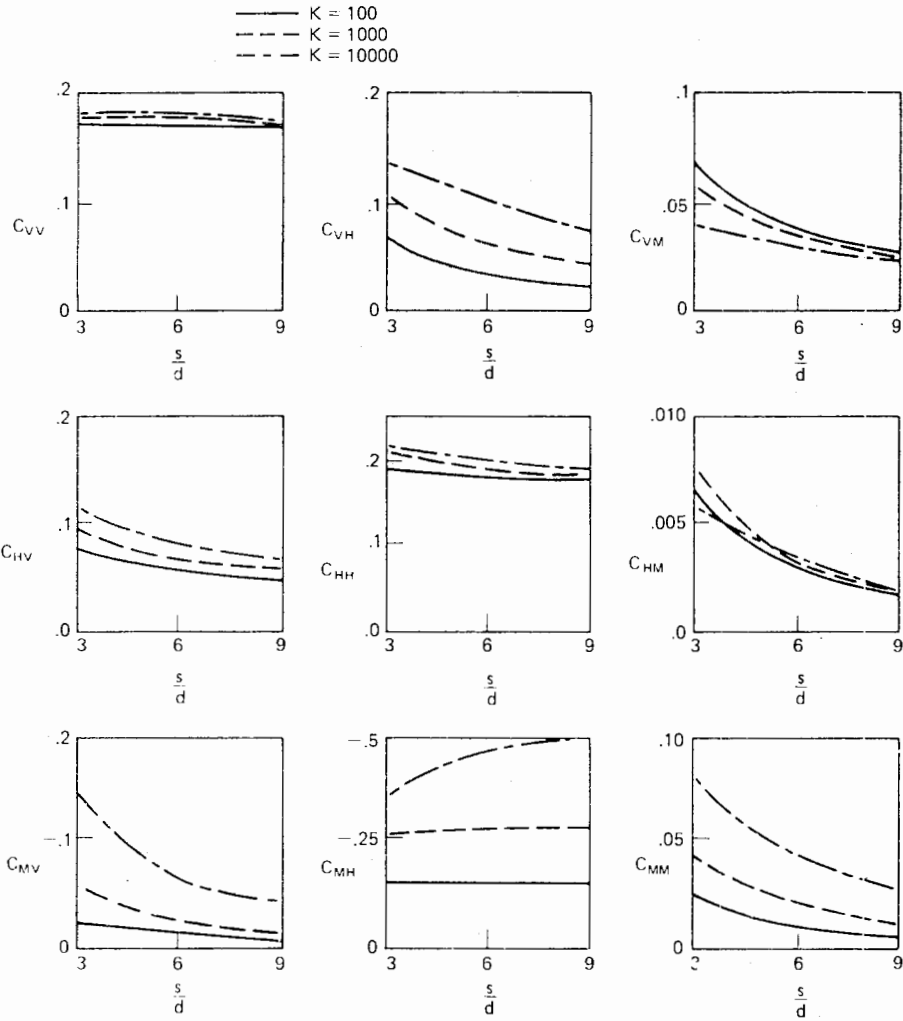 K = 100
K = 1000
K = 10000
.2
.1
0
C_VV
3 6 9
s/d
.2
.1
0
C_VH
3 6 9
s/d
.1
.05
0
C_VM
3 6 9
s/d
.2
.1
.0
C_HV
3 6 9
s/d
.2
.1
.0
C_HH
3 6 9
s/d
.010
.005
.0
C_HM
3 6 9
s/d
.2
.1
0
C_MV
3 6 9
s/d
-.5
-.25
0
C_MH
3 6 9
s/d
.10
.05
0
C_MM
3 6 9
s/d